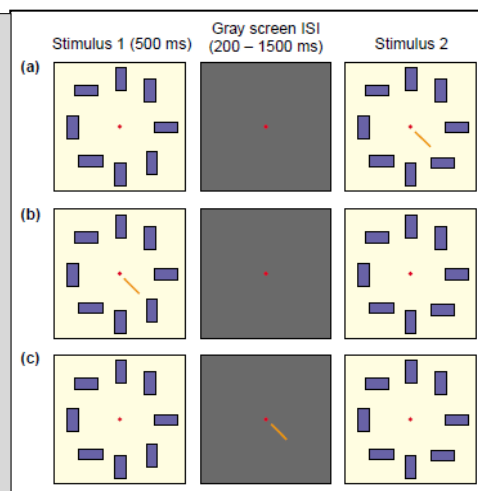 Stimulus 1 (500 ms)
Gray screen ISI
(200 – 1500 ms)
Stimulus 2
(a)
(b)
(c)